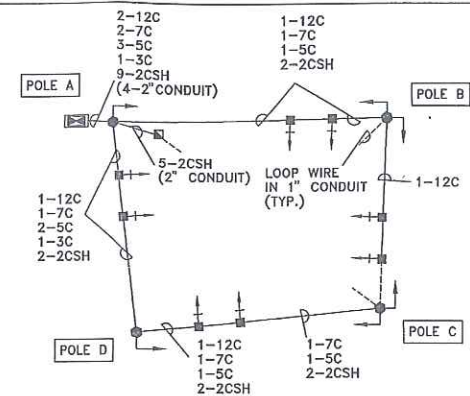 2-12C
2-7C
3-5C
1-3C
9-2CSH
(4-2" CONDUIT)
1-12C
1-7C
1-5C
2-2CSH
POLE A
POLE B
5-2CSH
(2" CONDUIT)
LOOP WIRE
IN 1" CONDUIT
(TYP.)
1-12C
1-12C
1-7C
2-5C
1-3C
2-2CSH
POLE D
1-12C
1-7C
1-5C
2-2CSH
1-7C
1-5C
2-2CSH
POLE C